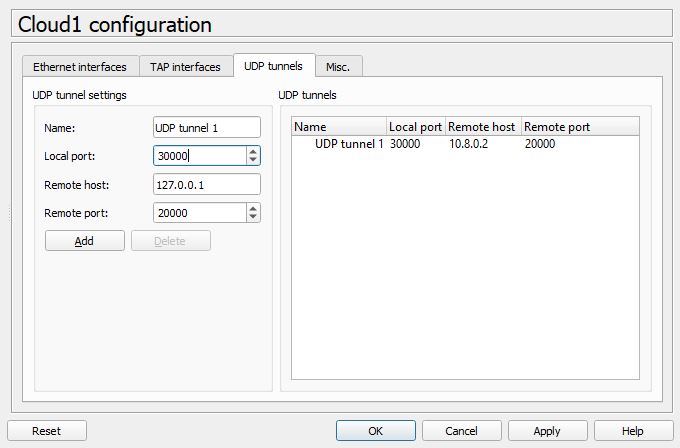 Cloud1 configuration
Ethernet interfaces TAP interfaces UDP tunnels Misc.
UDP tunnel settings
Name: UDP tunnel 1
Local port: 30000
Remote host: 127.0.0.1
Remote port: 20000
Add Delete
UDP tunnels
Name Local port Remote host Remote port
UDP tunnel 1 30000 10.8.0.2 20000
Reset OK Cancel Apply Help